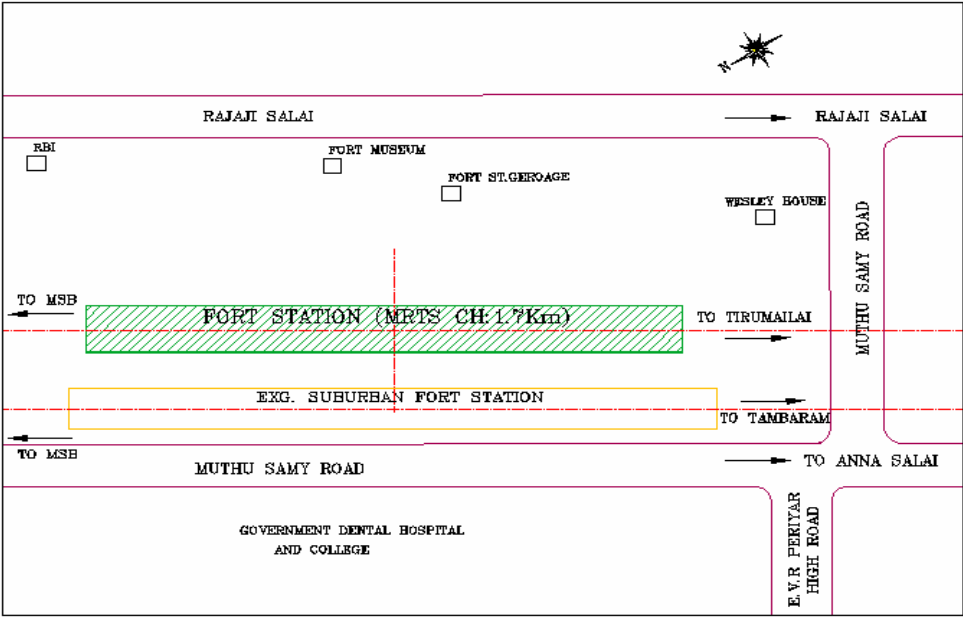 N
RAJAJI SALAI
RAJAJI SALAI
RBI
FORT MUSEUM
FORT ST.GEROAGE
WESLEY HOUSE
MUTHU SAMY ROAD
TO MSB
FORT STATION (MRTS CH:1.7Km)
TO TIRUMAILAI
EXG. SUBURBAN FORT STATION
TO TAMBARAM
TO MSB
MUTHU SAMY ROAD
TO ANNA SALAI
GOVERNMENT DENTAL HOSPITAL
AND COLLEGE
E.V.R PERIYAR
HIGH ROAD